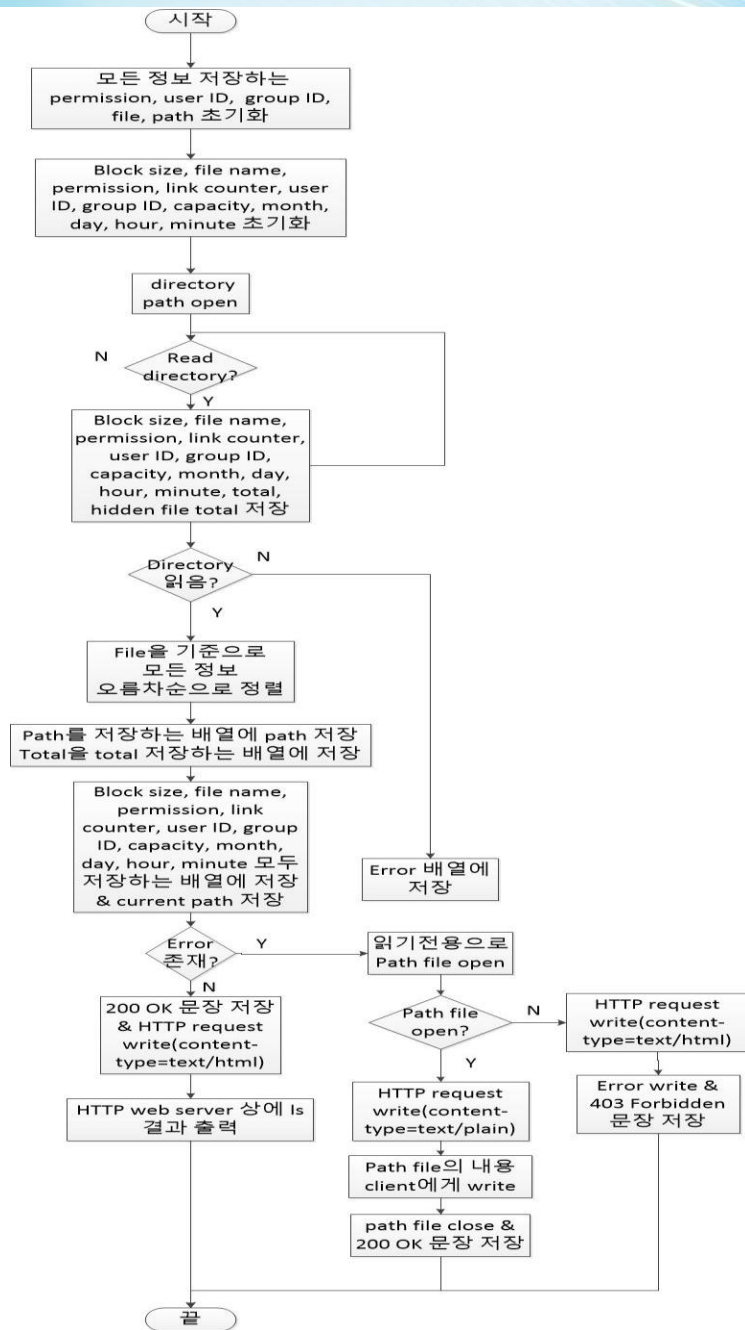 시작
모든 정보 저장하는
permission, user ID, group ID,
file, path 초기화
Block size, file name,
permission, link counter, user
ID, group ID, capacity, month,
day, hour, minute 초기화
directory
path open
N
Read
directory?
Y
Block size, file name,
permission, link counter,
user ID, group ID,
capacity, month, day,
hour, minute, total,
hidden file total 저장
Directory
읽음?
N
Y
File을 기준으로
모든 정보
오름차순으로 정렬
Path를 저장하는 배열에 path 저장
Total을 total 저장하는 배열에 저장
Block size, file name,
permission, link
counter, user ID, group
ID, capacity, month,
day, hour, minute 모두
저장하는 배열에 저장
& current path 저장
Error 배열에
저장
Error
존재?
Y
N
읽기전용으로
Path file open
200 OK 문장 저장
& HTTP request
write(content-
type=text/html)
HTTP web server 상에 ls
결과 출력
Path file
open?
N
Y
HTTP request
write(content-
type=text/html)
Error write &
403 Forbidden
문장 저장
HTTP request
write(content-
type=text/plain)
Path file의 내용
client에게 write
path file close &
200 OK 문장 저장
끝